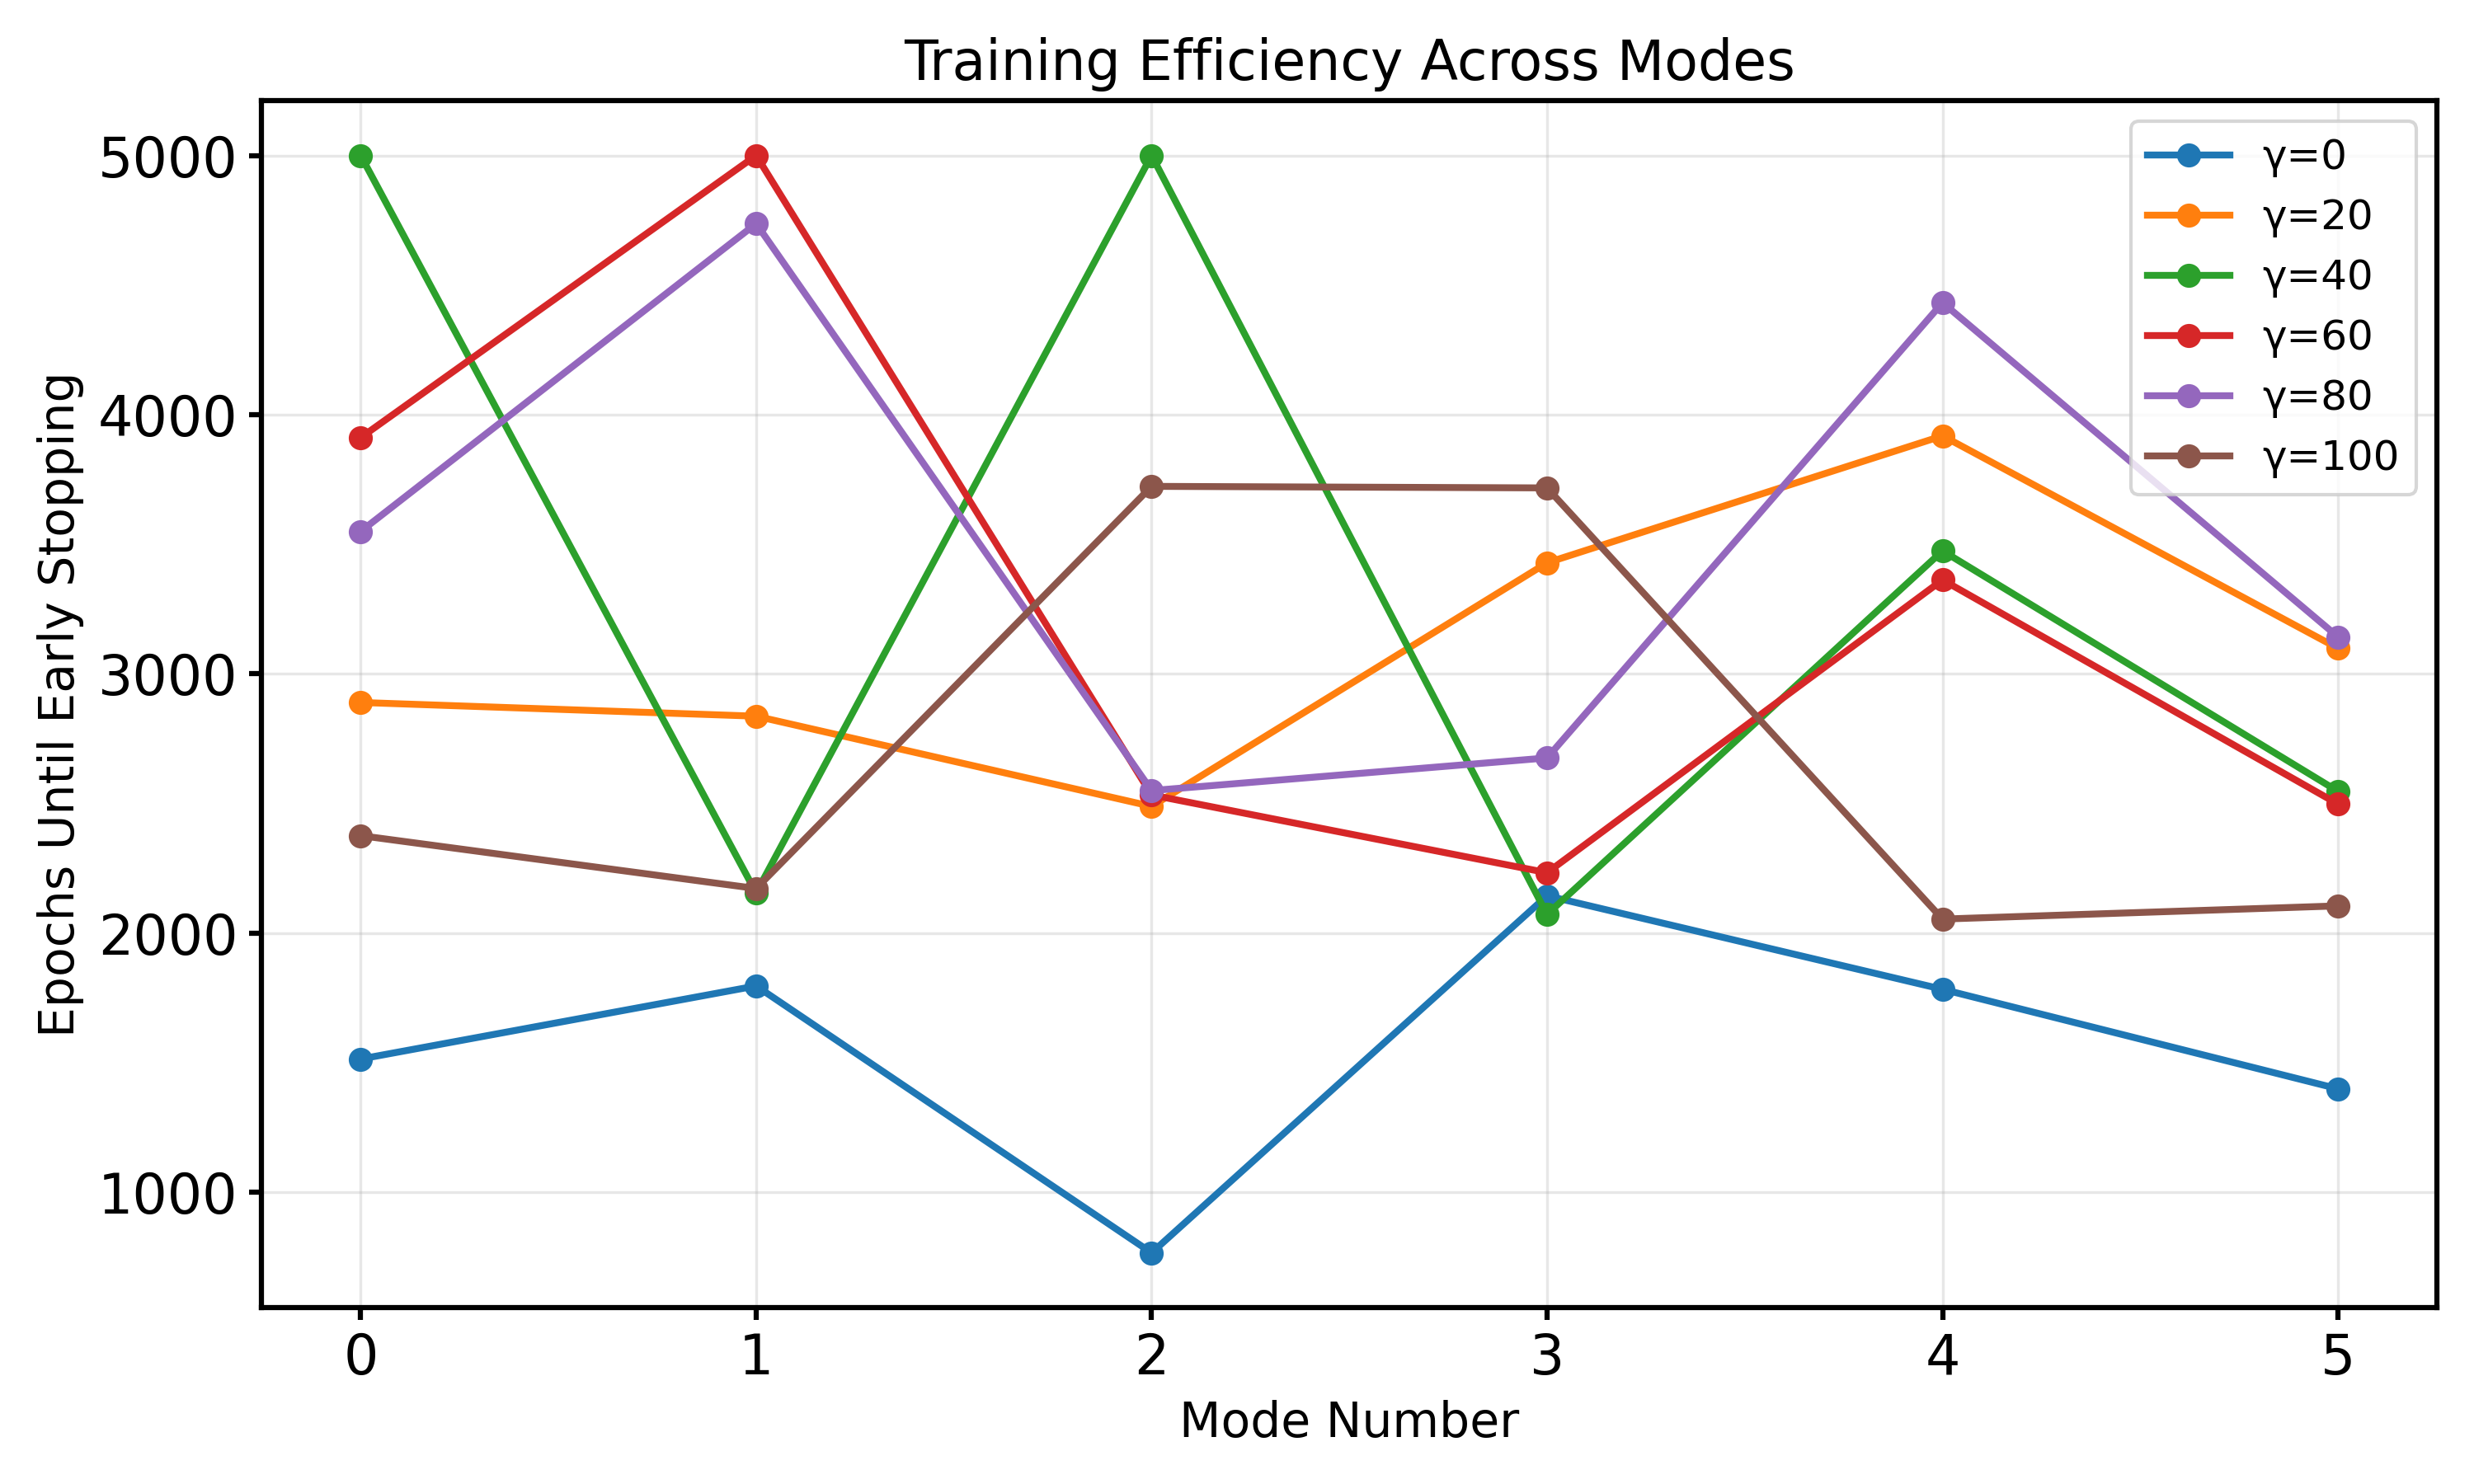 Training Efficiency Across Modes
Epochs Until Early Stopping
5000
4000
3000
2000
1000
γ=0
γ=20
γ=40
γ=60
γ=80
γ=100
0 1 2 3 4 5
Mode Number